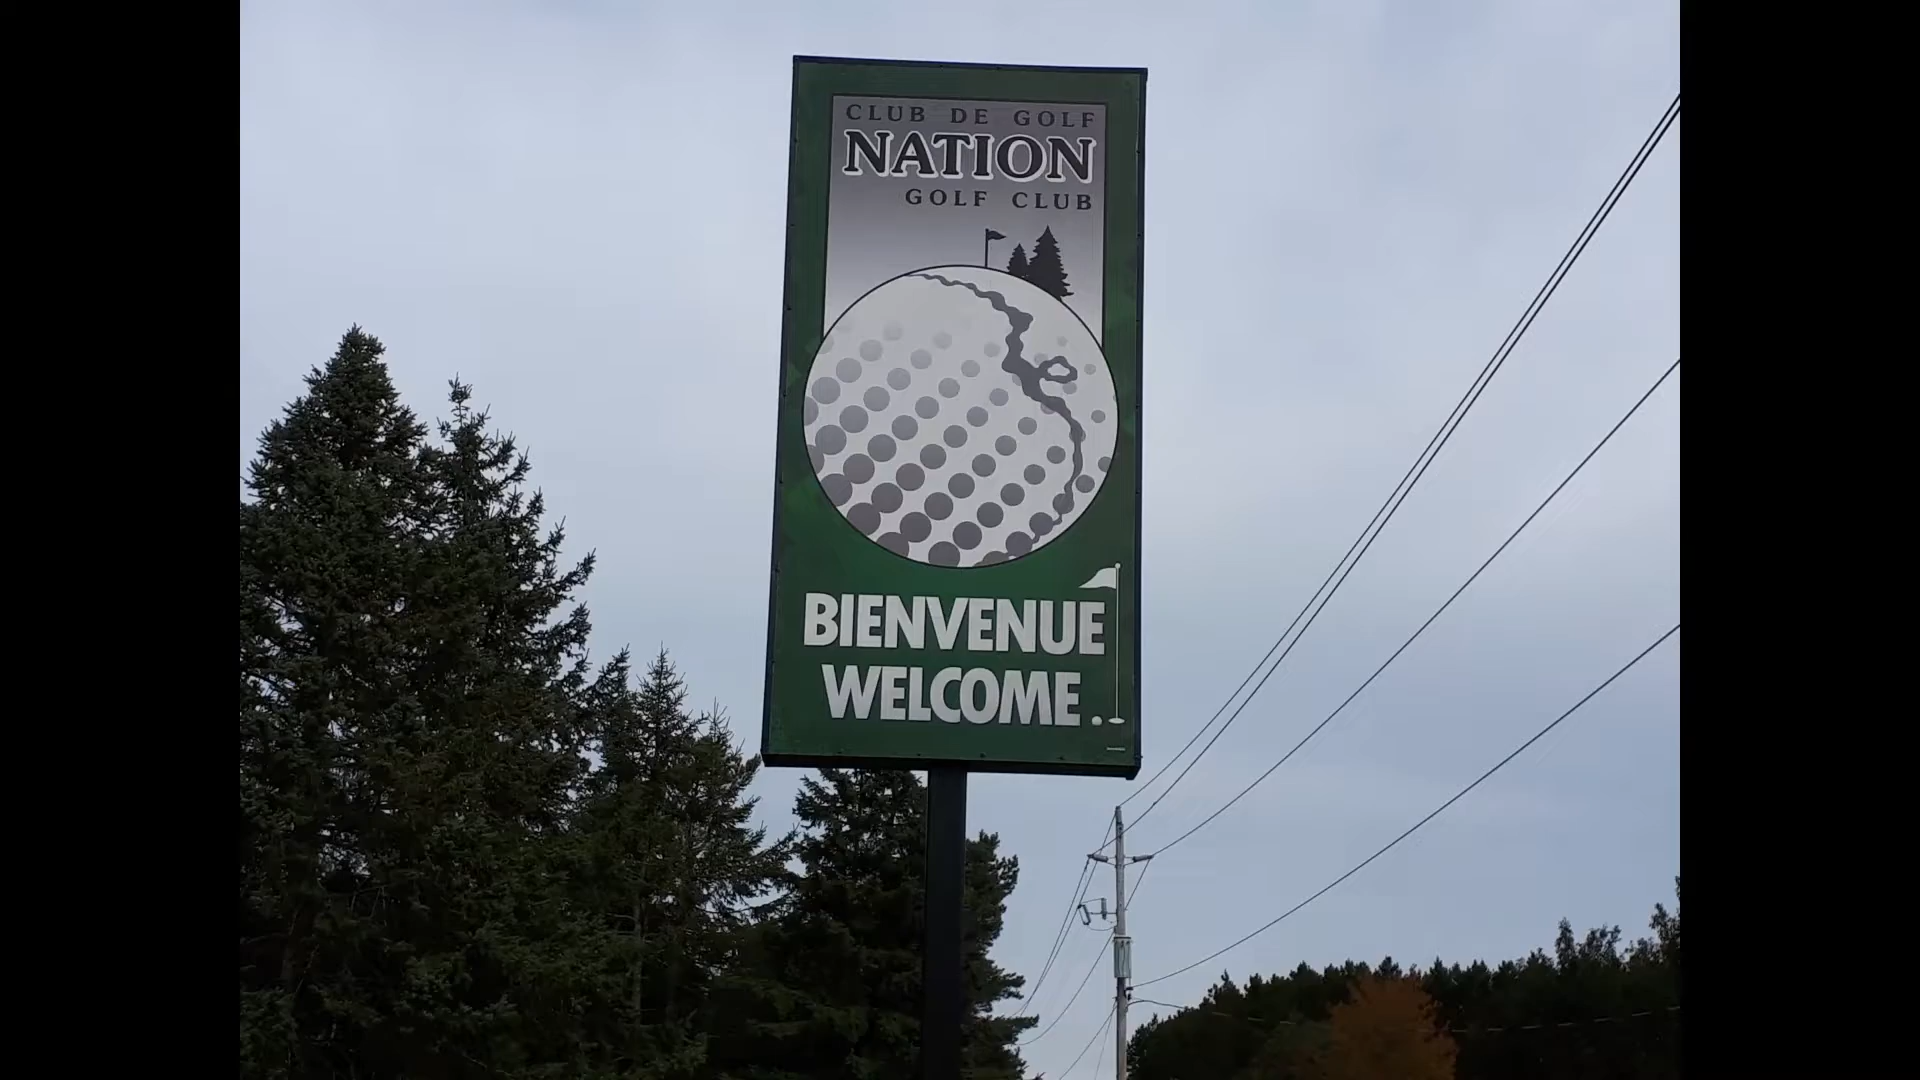 CLUB DE GOLF
NATION
GOLF CLUB
BIENVENUE
WELCOME